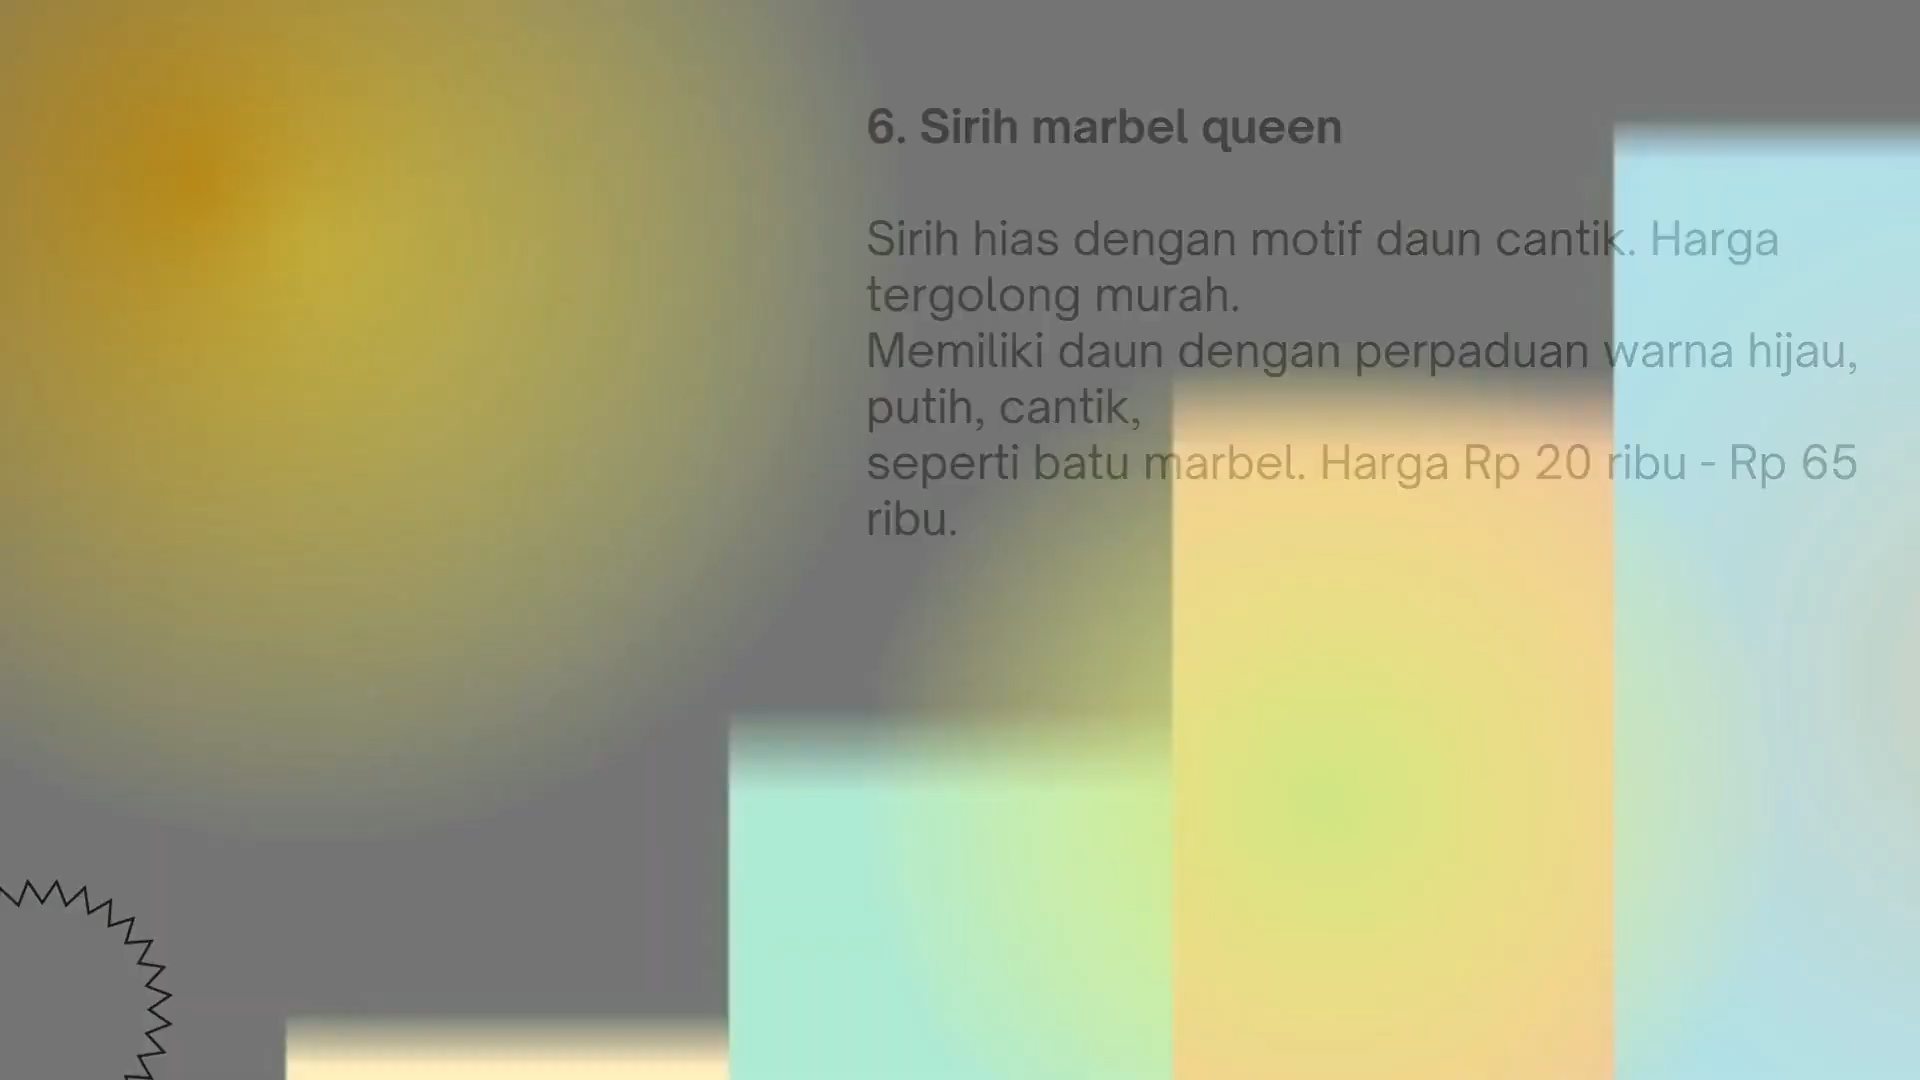 6. Sirih marbel queen
Sirih hias dengan motif daun cantik. Harga
tergolong murah.
Memiliki daun dengan perpaduan warna hijau,
putih, cantik,
seperti batu marbel. Harga Rp 20 ribu - Rp 65
ribu.